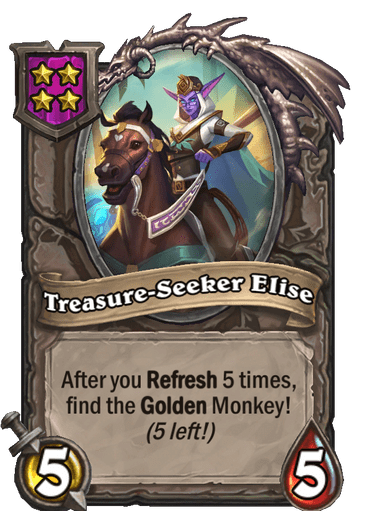 Treasure-Seeker Elise
After you Refresh 5 times,
find the Golden Monkey!
(5 left!)
5
5